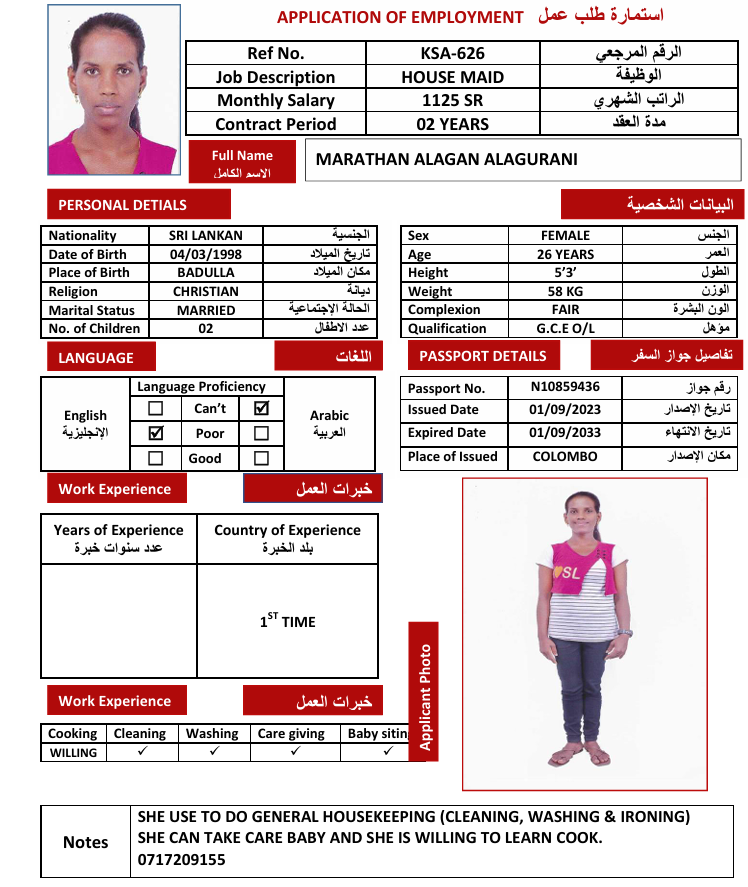 APPLICATION OF EMPLOYMENT استمارة طلب عمل
Ref No. KSA-626 الرقم المرجعي
Job Description HOUSE MAID الوظيفة
Monthly Salary 1125 SR الراتب الشهري
Contract Period 02 YEARS مدة العقد
Full Name MARATHAN ALAGAN ALAGURANI
الاسم الكامل
PERSONAL DETIALS البيانات الشخصية
Nationality SRI LANKAN الجنسية
Date of Birth 04/03/1998 تاريخ الميلاد
Place of Birth BADULLA مكان الميلاد
Religion CHRISTIAN ديانة
Marital Status MARRIED الحالة الإجتماعية
No. of Children 02 عدد الاطفال
Sex FEMALE الجنس
Age 26 YEARS العمر
Height 5’3’ الطول
Weight 58 KG الوزن
Complexion FAIR الون البشرة
Qualification G.C.E O/L مؤهل
LANGUAGE اللغات
Language Proficiency
English ☐ Can’t ☑ Arabic
الإنجليزية ☑ Poor ☐ العربية
☐ Good ☐
PASSPORT DETAILS تفاصيل جواز السفر
Passport No. N10859436 رقم جواز
Issued Date 01/09/2023 تاريخ الإصدار
Expired Date 01/09/2033 تاريخ الانتهاء
Place of Issued COLOMBO مكان الإصدار
Work Experience خبرات العمل
Years of Experience Country of Experience
عدد سنوات خبرة بلد الخبرة
1ST TIME
Work Experience خبرات العمل
Cooking Cleaning Washing Care giving Baby sitin
WILLING ✓ ✓ ✓ ✓
Applicant Photo
SL
Notes
SHE USE TO DO GENERAL HOUSEKEEPING (CLEANING, WASHING & IRONING)
SHE CAN TAKE CARE BABY AND SHE IS WILLING TO LEARN COOK.
0717209155